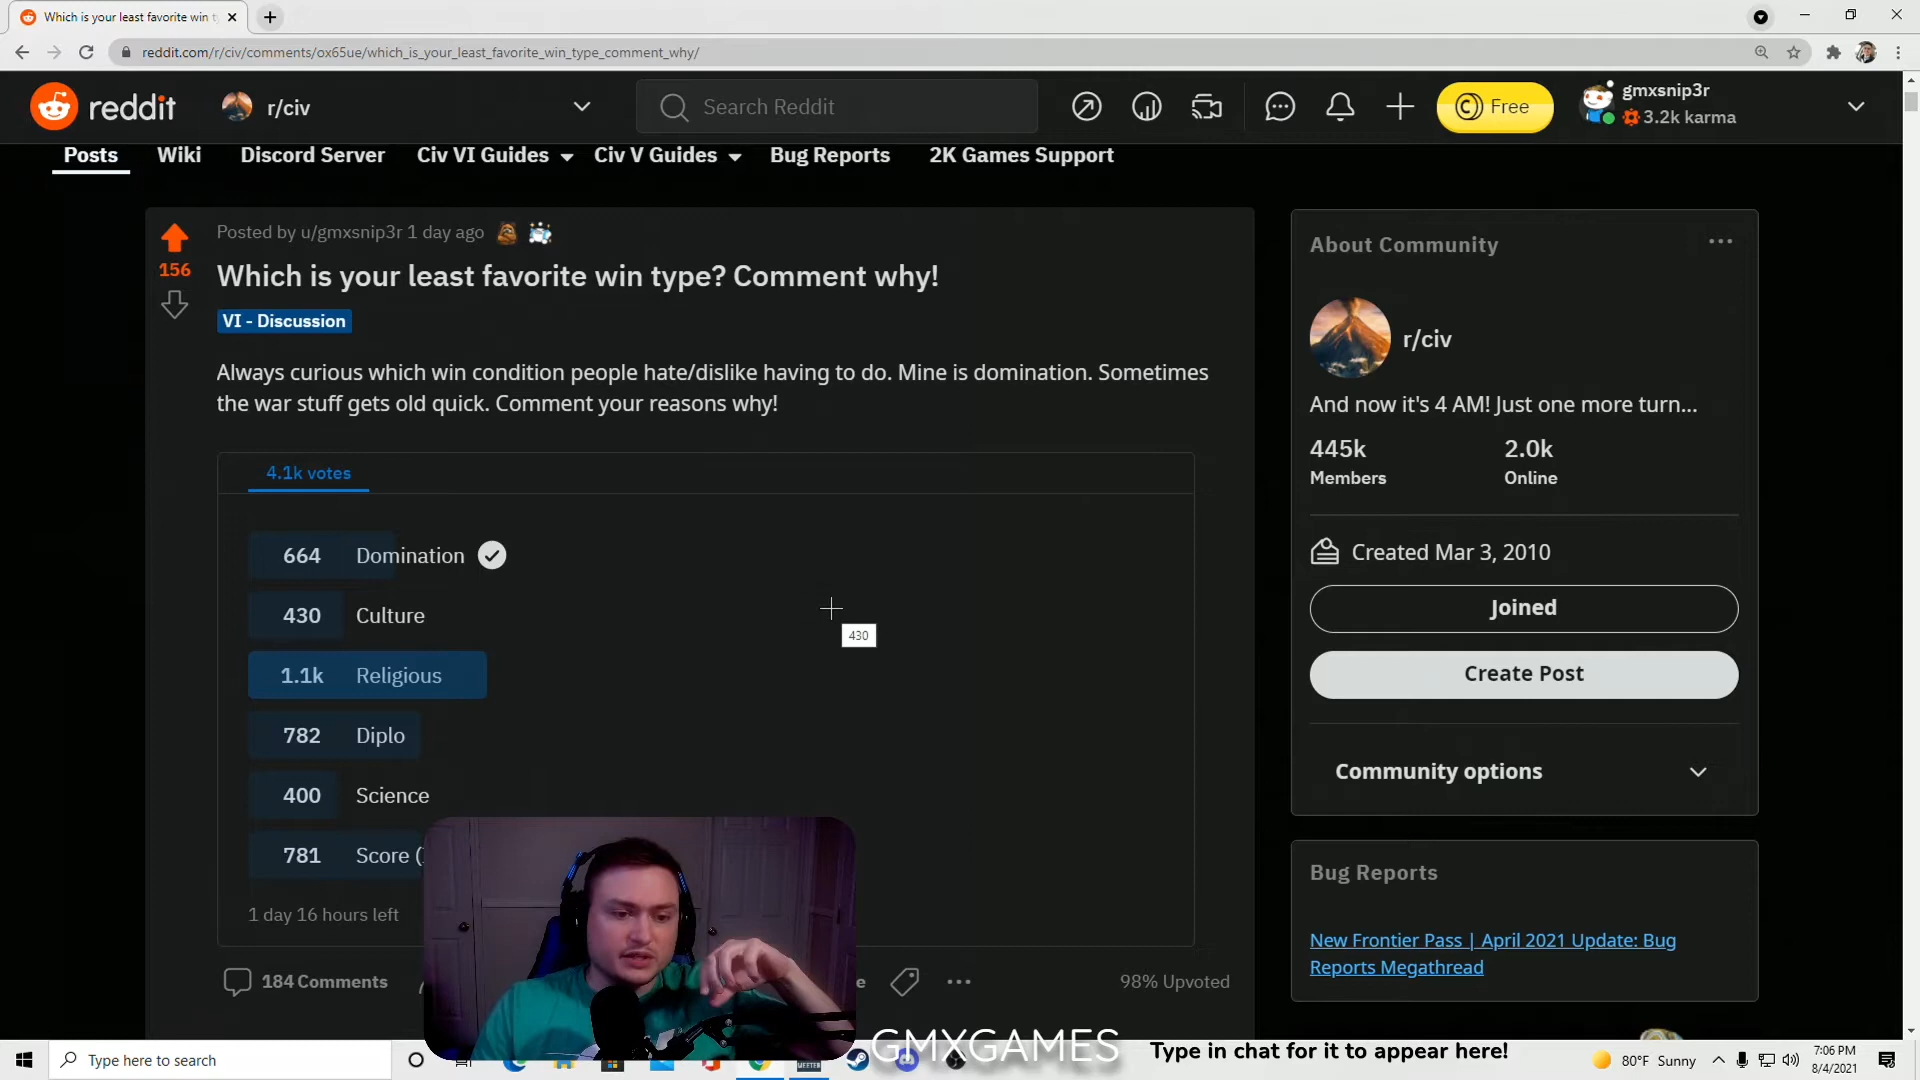 Which is your least favorite win t
reddit.com/r/civ/comments/ox65ue/which_is_your_least_favorite_win_type_comment_why/
reddit
r/civ
Search Reddit
Free
gmxsnip3r
3.2k karma
Posts
Wiki
Discord Server
Civ VI Guides
Civ V Guides
Bug Reports
2K Games Support
156
Posted by u/gmxsnip3r 1 day ago
Which is your least favorite win type? Comment why!
VI - Discussion
Always curious which win condition people hate/dislike having to do. Mine is domination. Sometimes
the war stuff gets old quick. Comment your reasons why!
4.1k votes
664 Domination
430 Culture
430
1.1k Religious
782 Diplo
400 Science
781 Score (
1 day 16 hours left
184 Comments
e
98% Upvoted
About Community
r/civ
And now it's 4 AM! Just one more turn...
445k
2.0k
Members
Online
Created Mar 3, 2010
Joined
Create Post
Community options
Bug Reports
New Frontier Pass | April 2021 Update: Bug
Reports Megathread
GMXGAMES
Type in chat for it to appear here!
Type here to search
80°F Sunny
7:06 PM
8/4/2021